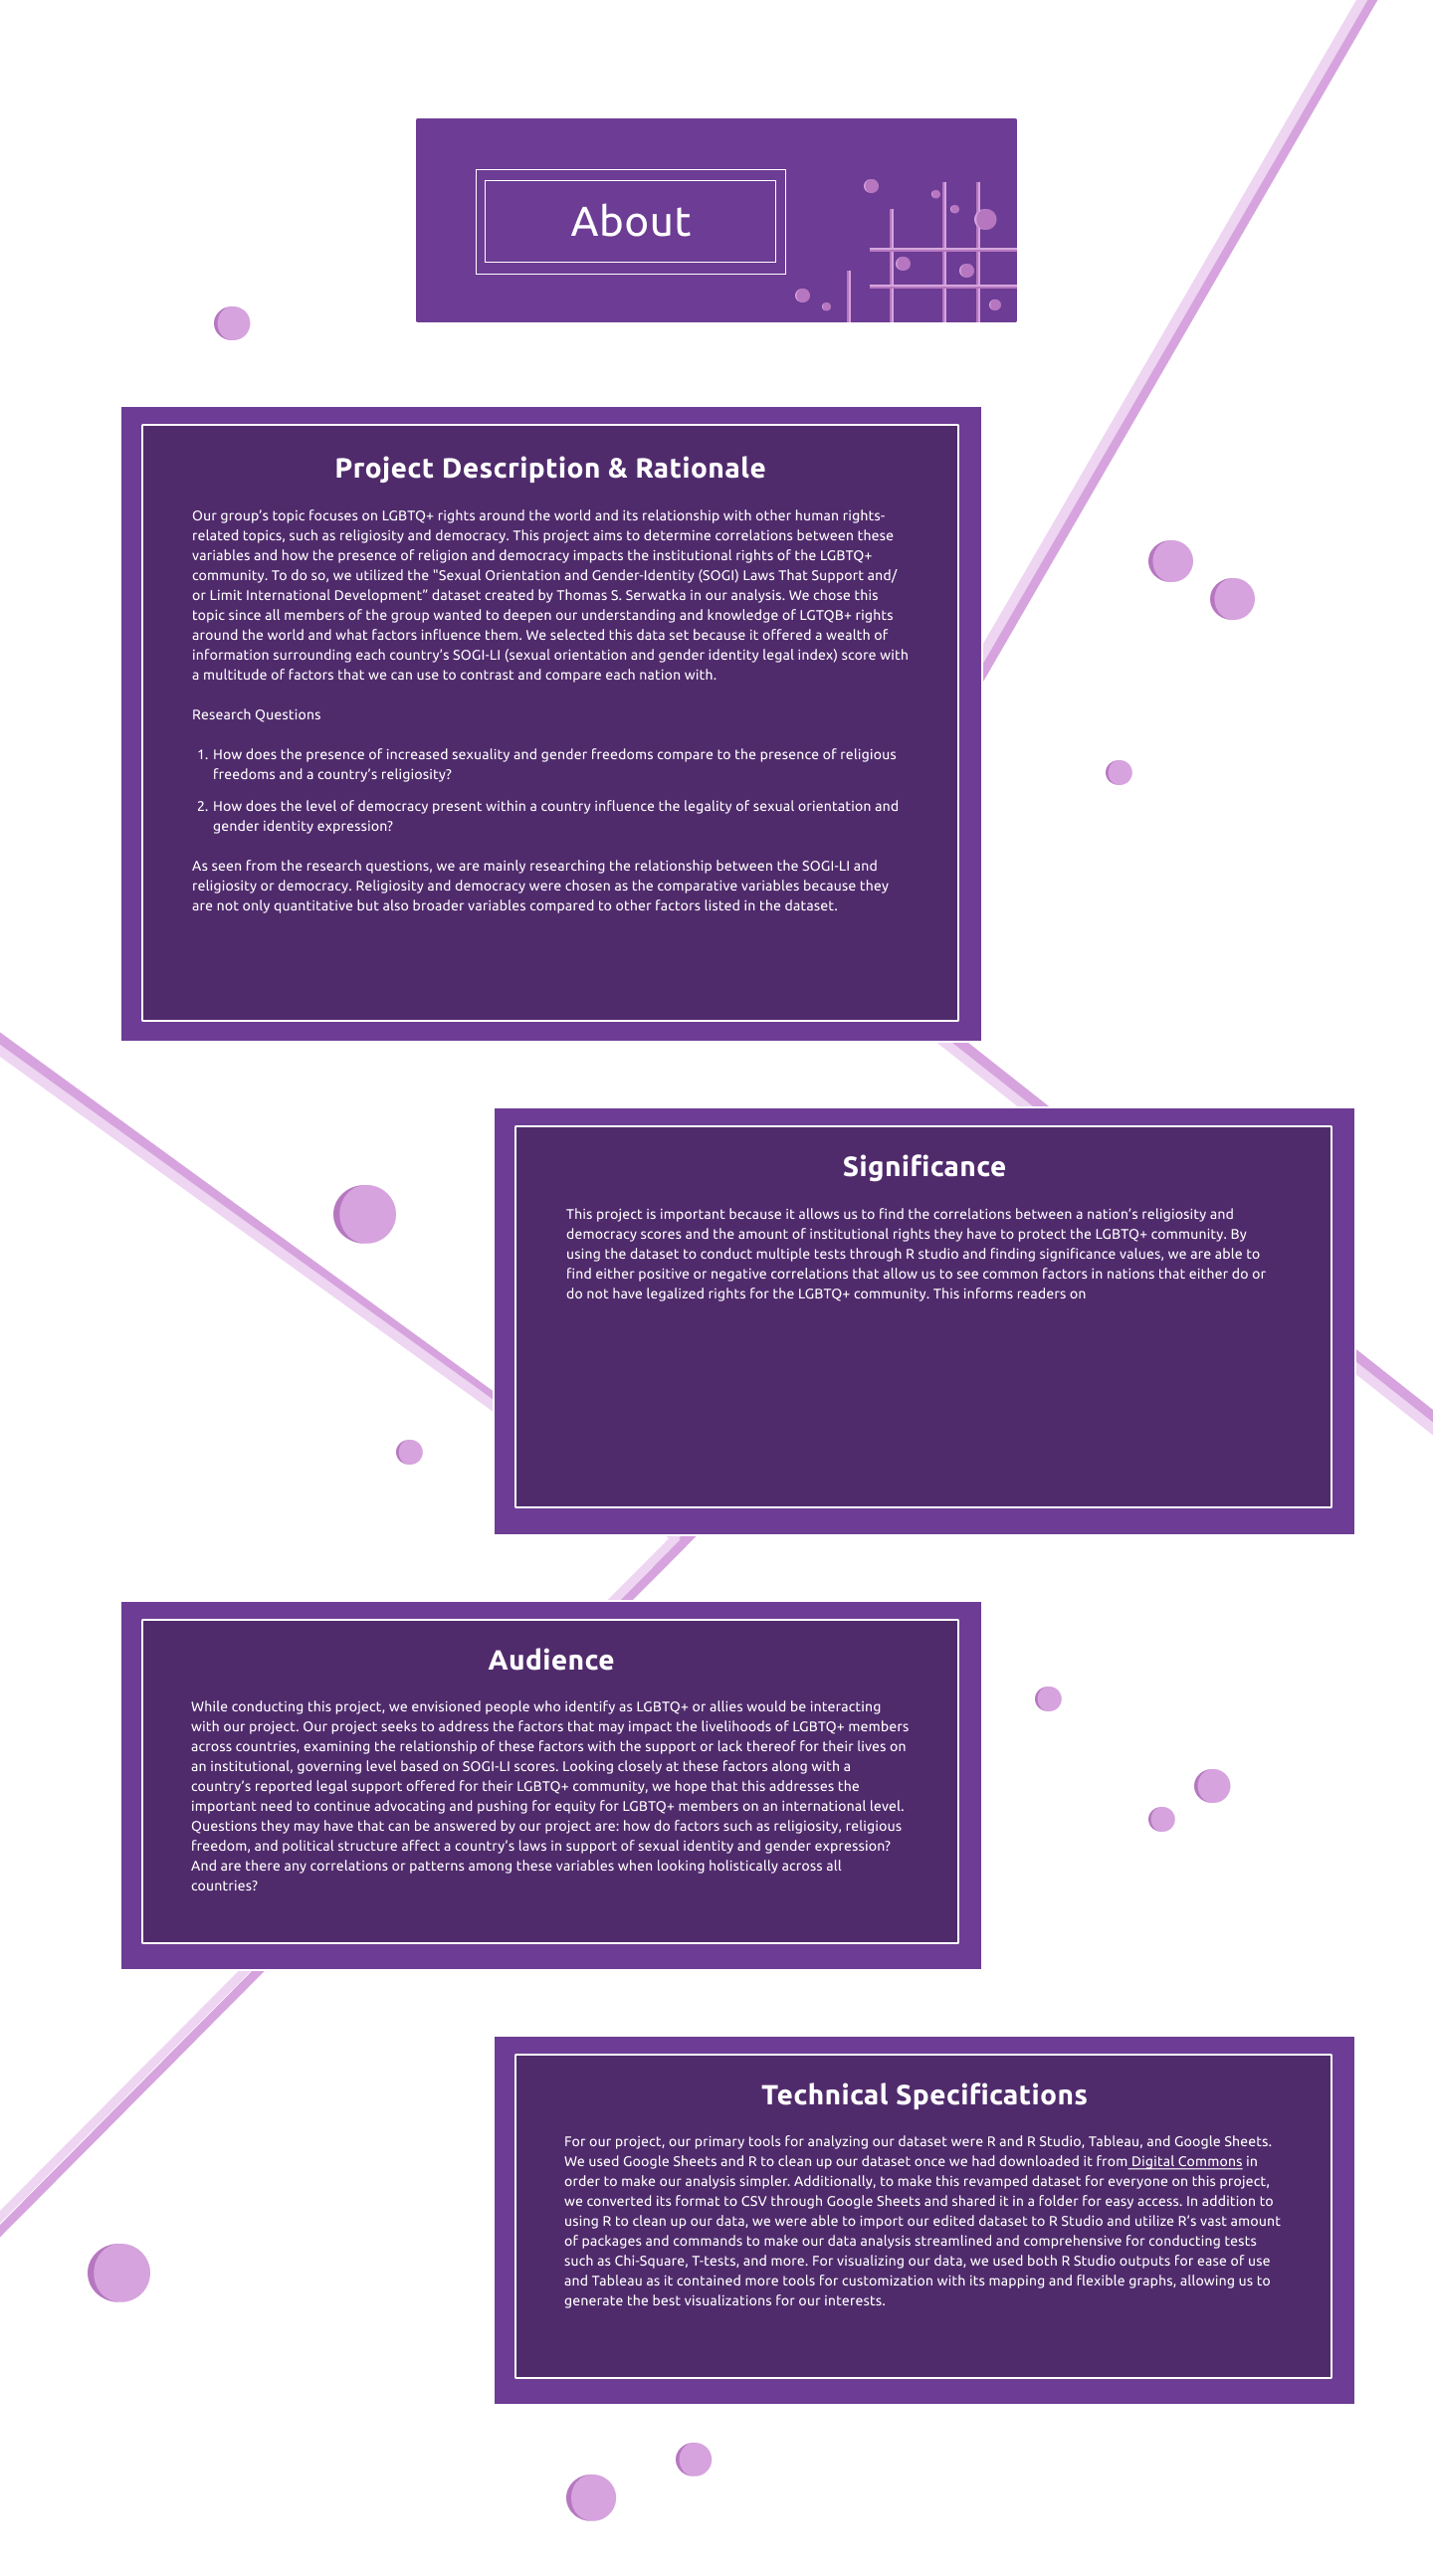 About
Project Description & Rationale
Our group’s topic focuses on LGBTQ+ rights around the world and its relationship with other human rights-
related topics, such as religiosity and democracy. This project aims to determine correlations between these
variables and how the presence of religion and democracy impacts the institutional rights of the LGBTQ+
community. To do so, we utilized the "Sexual Orientation and Gender-Identity (SOGI) Laws That Support and/
or Limit International Development” dataset created by Thomas S. Serwatka in our analysis. We chose this
topic since all members of the group wanted to deepen our understanding and knowledge of LGTQB+ rights
around the world and what factors influence them. We selected this data set because it offered a wealth of
information surrounding each country’s SOGI-LI (sexual orientation and gender identity legal index) score with
a multitude of factors that we can use to contrast and compare each nation with.
Research Questions
1. How does the presence of increased sexuality and gender freedoms compare to the presence of religious
freedoms and a country’s religiosity?
2. How does the level of democracy present within a country influence the legality of sexual orientation and
gender identity expression?
As seen from the research questions, we are mainly researching the relationship between the SOGI-LI and
religiosity or democracy. Religiosity and democracy were chosen as the comparative variables because they
are not only quantitative but also broader variables compared to other factors listed in the dataset.
Significance
This project is important because it allows us to find the correlations between a nation’s religiosity and
democracy scores and the amount of institutional rights they have to protect the LGBTQ+ community. By
using the dataset to conduct multiple tests through R studio and finding significance values, we are able to
find either positive or negative correlations that allow us to see common factors in nations that either do or
do not have legalized rights for the LGBTQ+ community. This informs readers on
Audience
While conducting this project, we envisioned people who identify as LGBTQ+ or allies would be interacting
with our project. Our project seeks to address the factors that may impact the livelihoods of LGBTQ+ members
across countries, examining the relationship of these factors with the support or lack thereof for their lives on
an institutional, governing level based on SOGI-LI scores. Looking closely at these factors along with a
country’s reported legal support offered for their LGBTQ+ community, we hope that this addresses the
important need to continue advocating and pushing for equity for LGBTQ+ members on an international level.
Questions they may have that can be answered by our project are: how do factors such as religiosity, religious
freedom, and political structure affect a country’s laws in support of sexual identity and gender expression?
And are there any correlations or patterns among these variables when looking holistically across all
countries?
Technical Specifications
For our project, our primary tools for analyzing our dataset were R and R Studio, Tableau, and Google Sheets.
We used Google Sheets and R to clean up our dataset once we had downloaded it from Digital Commons in
order to make our analysis simpler. Additionally, to make this revamped dataset for everyone on this project,
we converted its format to CSV through Google Sheets and shared it in a folder for easy access. In addition to
using R to clean up our data, we were able to import our edited dataset to R Studio and utilize R’s vast amount
of packages and commands to make our data analysis streamlined and comprehensive for conducting tests
such as Chi-Square, T-tests, and more. For visualizing our data, we used both R Studio outputs for ease of use
and Tableau as it contained more tools for customization with its mapping and flexible graphs, allowing us to
generate the best visualizations for our interests.